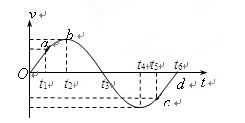 v
a b
O t₁ t₂ t₃ t₄ t₅ t₆ t
c d